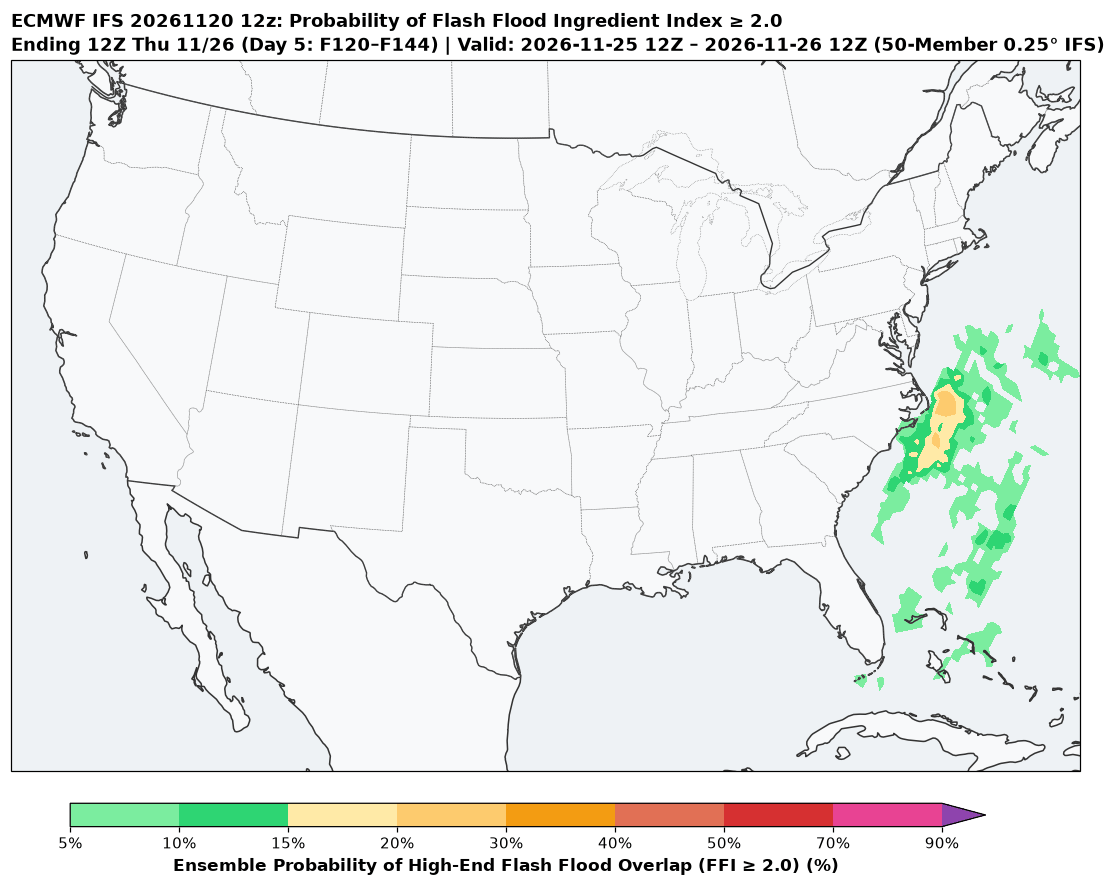 ECMWF IFS 20261120 12z: Probability of Flash Flood Ingredient Index ≥ 2.0
Ending 12Z Thu 11/26 (Day 5: F120–F144) | Valid: 2026-11-25 12Z – 2026-11-26 12Z (50-Member 0.25° IFS)
5% 10% 15% 20% 30% 40% 50% 70% 90%
Ensemble Probability of High-End Flash Flood Overlap (FFI ≥ 2.0) (%)